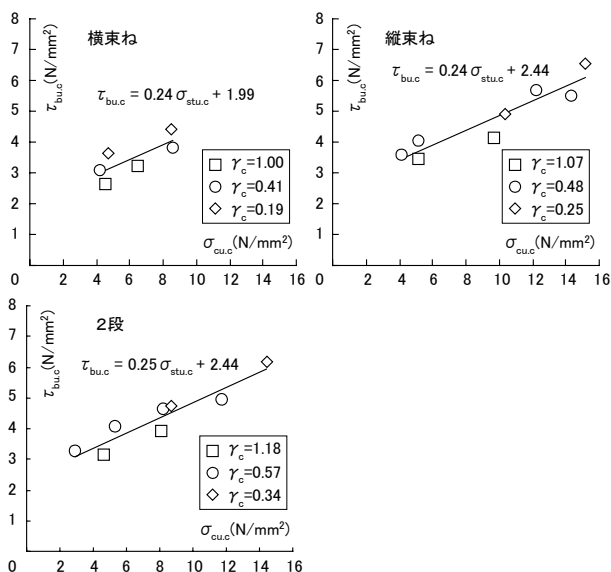 横束ね
τbu.c(N/mm²)
8
7
6
5
4
3
2
1
0
τbu.c = 0.24 σstu.c + 1.99
□ γc=1.00
○ γc=0.41
◇ γc=0.19
σcu.c(N/mm²)
0 2 4 6 8 10 12 14 16
縦束ね
τbu.c(N/mm²)
8
7
6
5
4
3
2
1
0
τbu.c = 0.24 σstu.c + 2.44
□ γc=1.07
○ γc=0.48
◇ γc=0.25
σcu.c(N/mm²)
0 2 4 6 8 10 12 14 16
2段
τbu.c(N/mm²)
8
7
6
5
4
3
2
1
0
τbu.c = 0.25 σstu.c + 2.44
□ γc=1.18
○ γc=0.57
◇ γc=0.34
σcu.c(N/mm²)
0 2 4 6 8 10 12 14 16